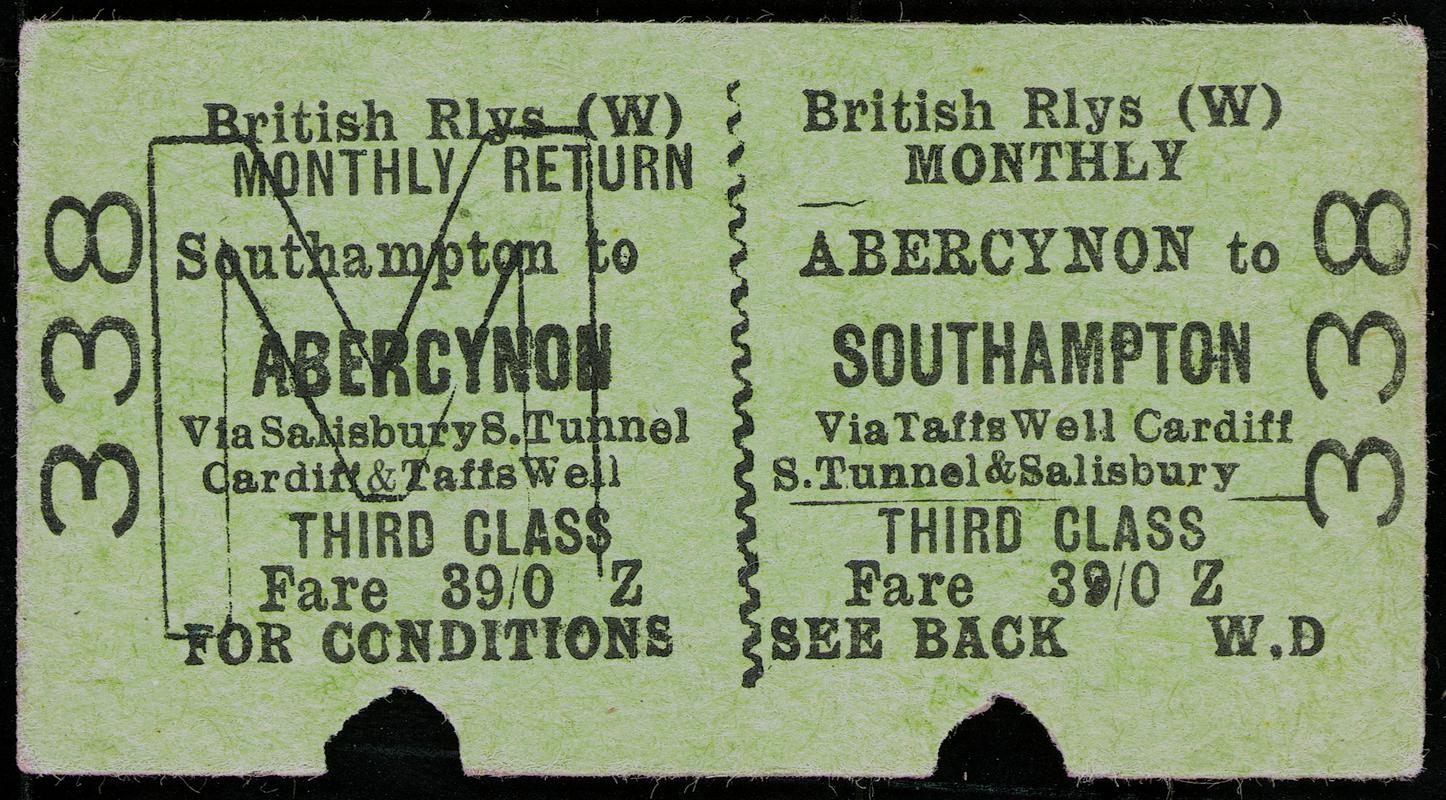 British Rlys (W)
MONTHLY RETURN
Southampton to
ABERCYNON
Via Salisbury S. Tunnel
Cardiff & Taffs Well
THIRD CLASS
Fare 39/0 Z
FOR CONDITIONS
338
British Rlys (W)
MONTHLY
ABERCYNON to
SOUTHAMPTON
Via Taffs Well Cardiff
S. Tunnel & Salisbury
THIRD CLASS
Fare 39/0 Z
SEE BACK W.D
338